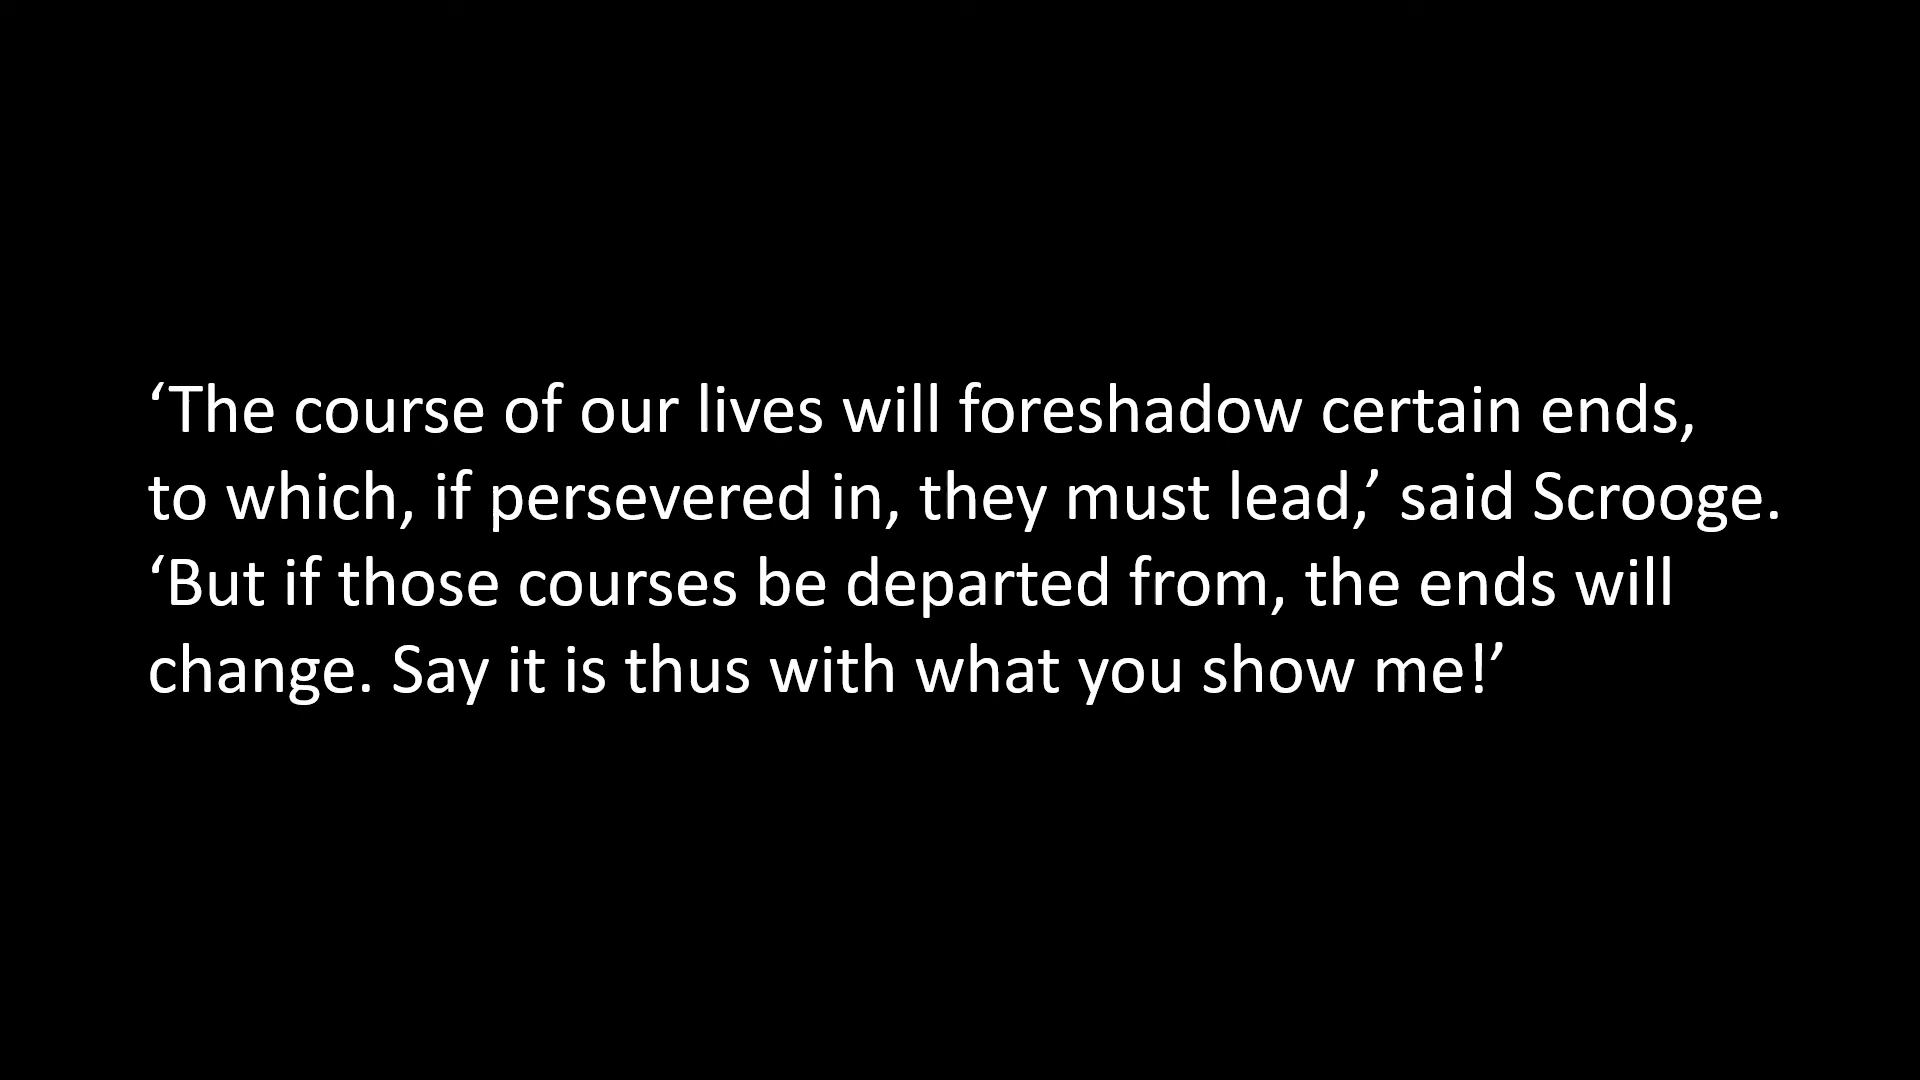 ‘The course of our lives will foreshadow certain ends,
to which, if persevered in, they must lead,’ said Scrooge.
‘But if those courses be departed from, the ends will
change. Say it is thus with what you show me!’